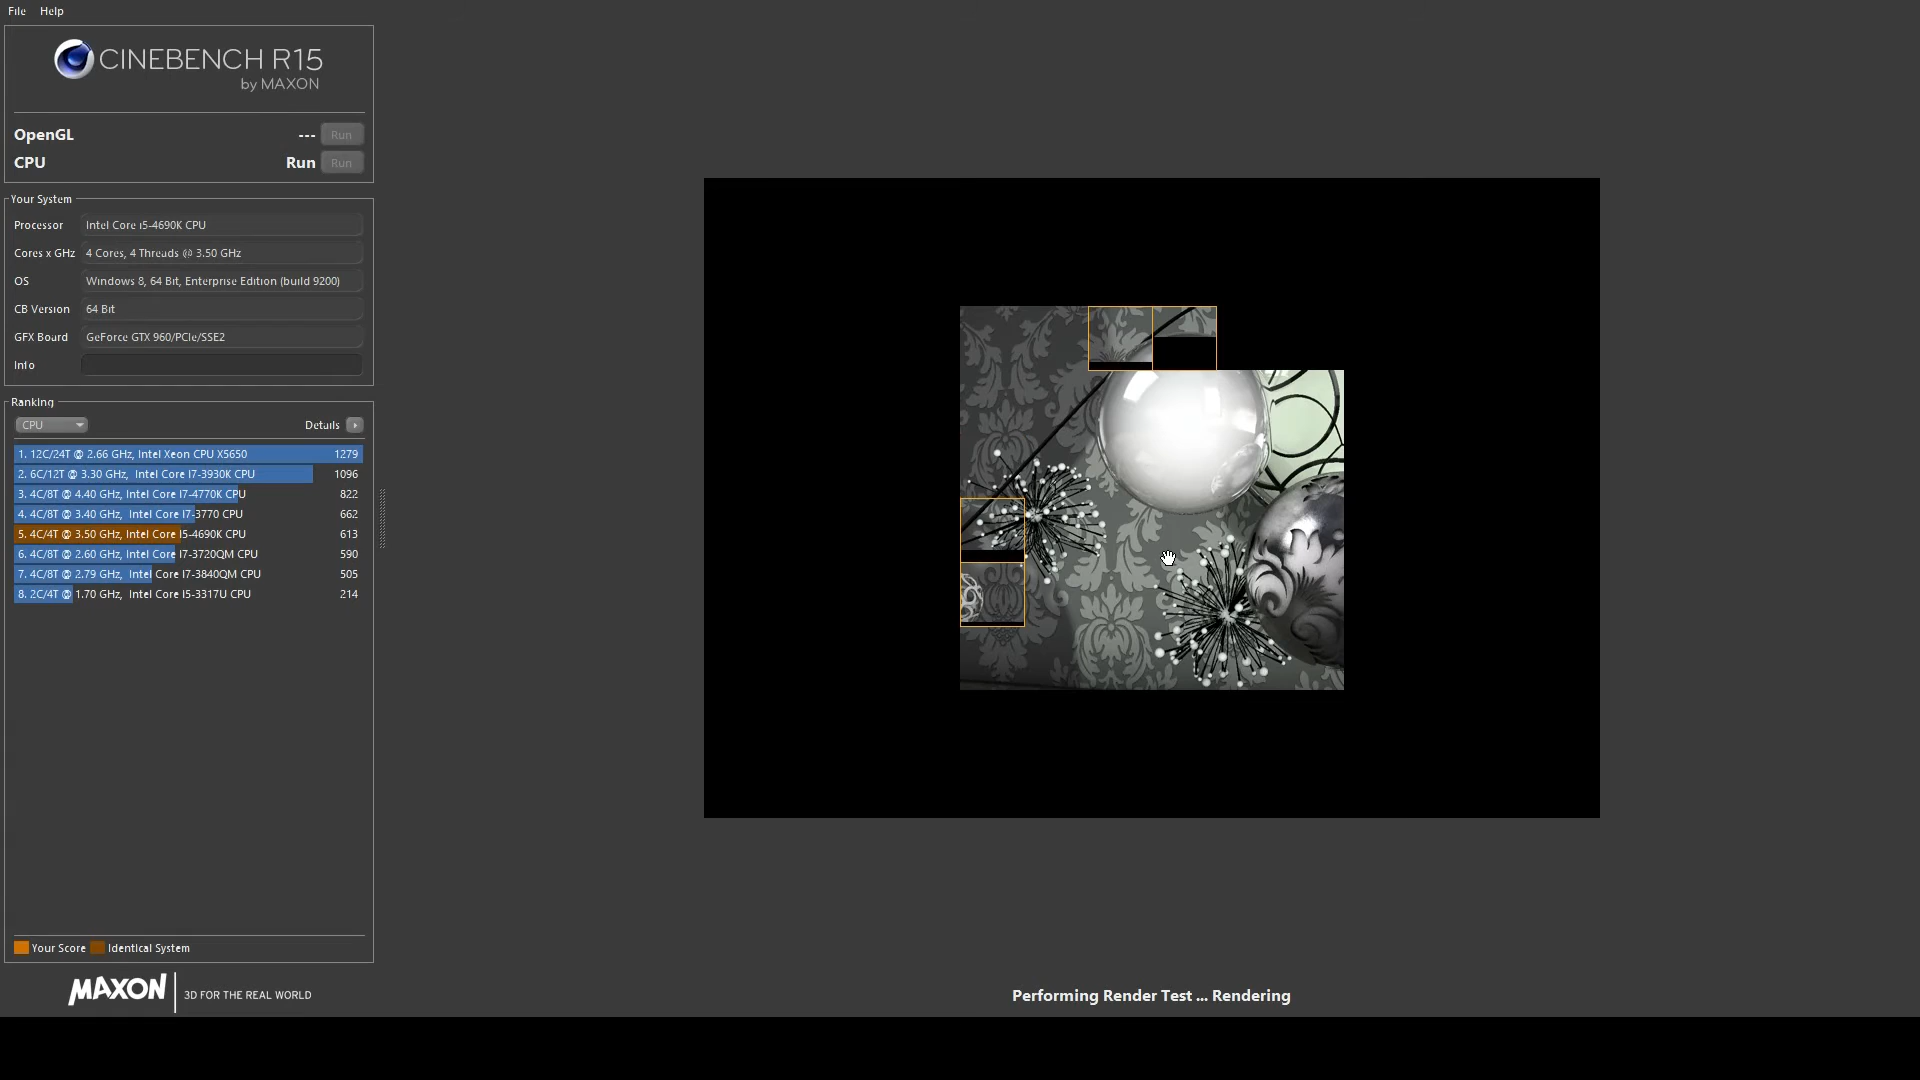 File Help
CINEBENCH R15
by MAXON
OpenGL --- Run
CPU Run Run
Your System
Processor Intel Core i5-4690K CPU
Cores x GHz 4 Cores, 4 Threads @ 3.50 GHz
OS Windows 8, 64 Bit, Enterprise Edition (build 9200)
CB Version 64 Bit
GFX Board GeForce GTX 960/PCIe/SSE2
Info
Ranking
CPU Details
1. 12C/24T @ 2.66 GHz, Intel Xeon CPU X5650 1279
2. 6C/12T @ 3.30 GHz, Intel Core i7-3930K CPU 1096
3. 4C/8T @ 4.40 GHz, Intel Core i7-4770K CPU 822
4. 4C/8T @ 3.40 GHz, Intel Core i7-3770 CPU 662
5. 4C/4T @ 3.50 GHz, Intel Core i5-4690K CPU 613
6. 4C/8T @ 2.60 GHz, Intel Core i7-3720QM CPU 590
7. 4C/8T @ 2.79 GHz, Intel Core i7-3840QM CPU 505
8. 2C/4T @ 1.70 GHz, Intel Core i5-3317U CPU 214
Your Score Identical System
MAXON 3D FOR THE REAL WORLD
Performing Render Test ... Rendering